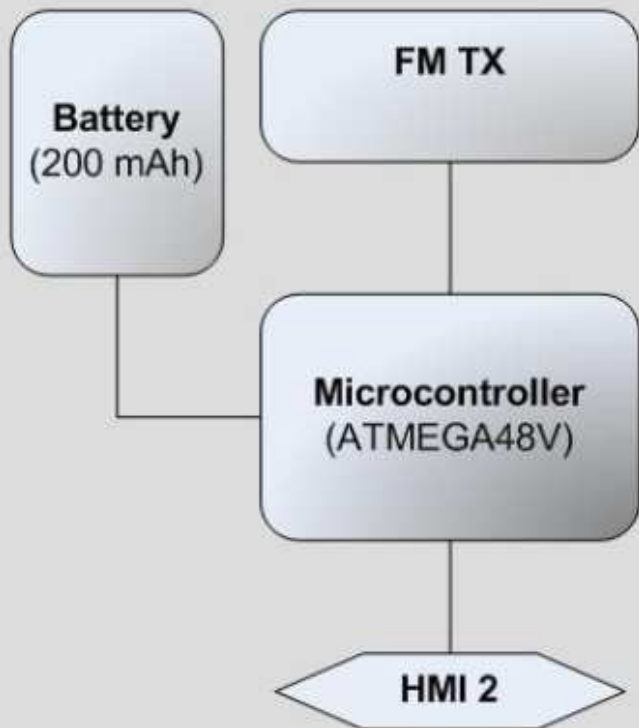 Battery
(200 mAh)
FM TX
Microcontroller
(ATMEGA48V)
HMI 2